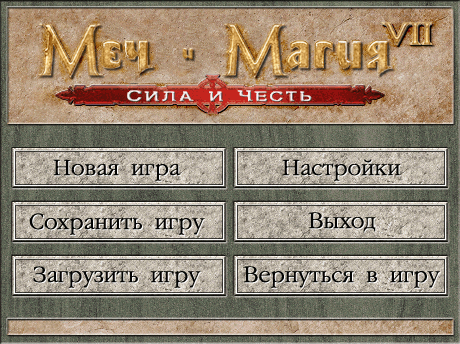 Меч и Магия VII
Сила и Честь
Новая игра
Настройки
Сохранить игру
Выход
Загрузить игру
Вернуться в игру